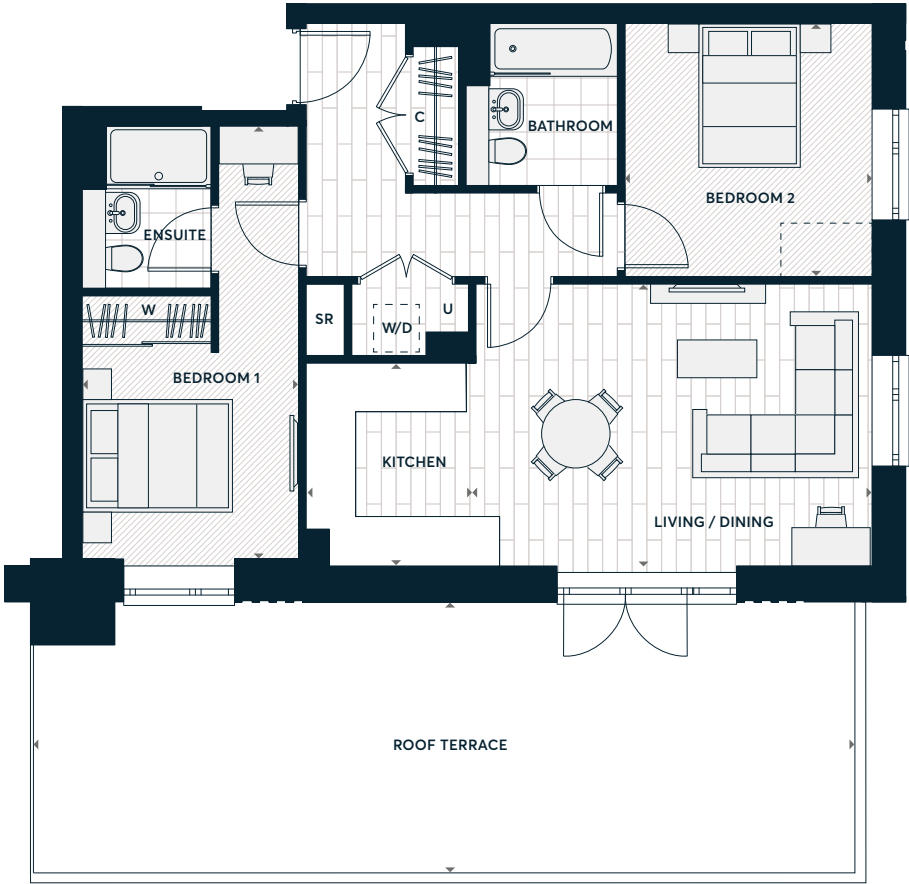 C
BATHROOM
BEDROOM 2
ENSUITE
W
SR
W/D
U
BEDROOM 1
KITCHEN
LIVING / DINING
ROOF TERRACE